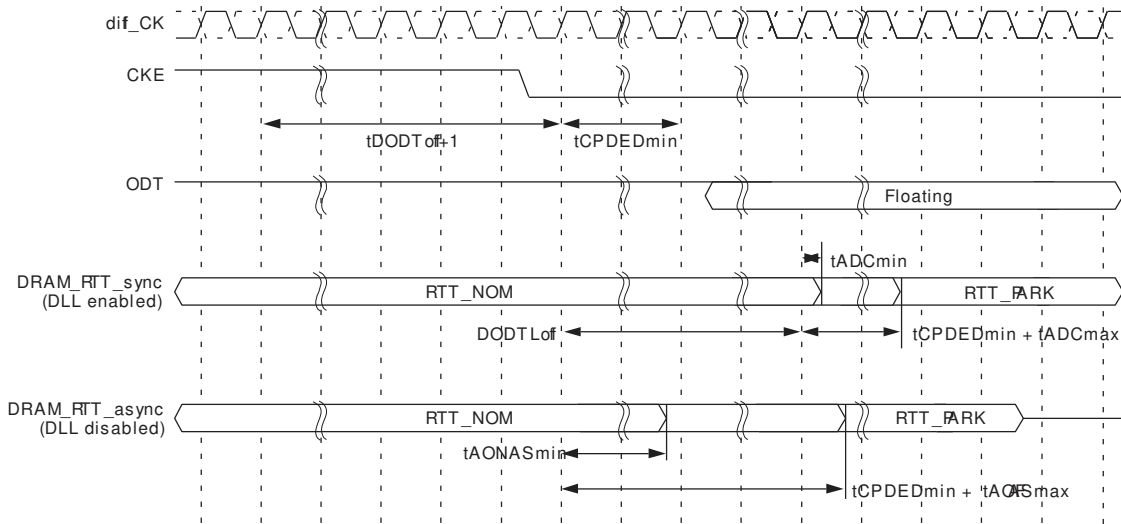 diff_CK
CKE
tDODToff+1
tCPDEDmin
ODT
Floating
tADCmin
DRAM_RTT_sync
(DLL enabled)
RTT_NOM
RTT_PARK
DODTLoff
tCPDEDmin + tADCmax
DRAM_RTT_async
(DLL disabled)
RTT_NOM
RTT_PARK
tAONASmin
tCPDEDmin + tAOFASmax